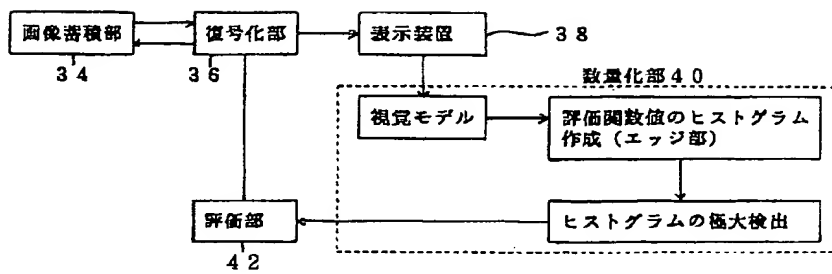 画像蓄積部
34
復号化部
36
表示装置
38
数量化部40
視覚モデル
評価関数値のヒストグラム
作成(エッジ部)
ヒストグラムの極大検出
評価部
42